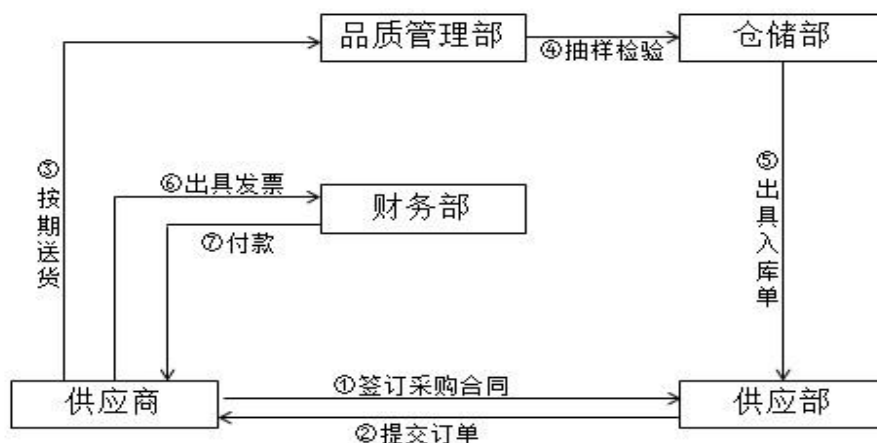 品质管理部
④抽样检验
仓储部
③按期送货
⑤出具入库单
⑥出具发票
财务部
⑦付款
供应商
①签订采购合同
供应部
②提交订单